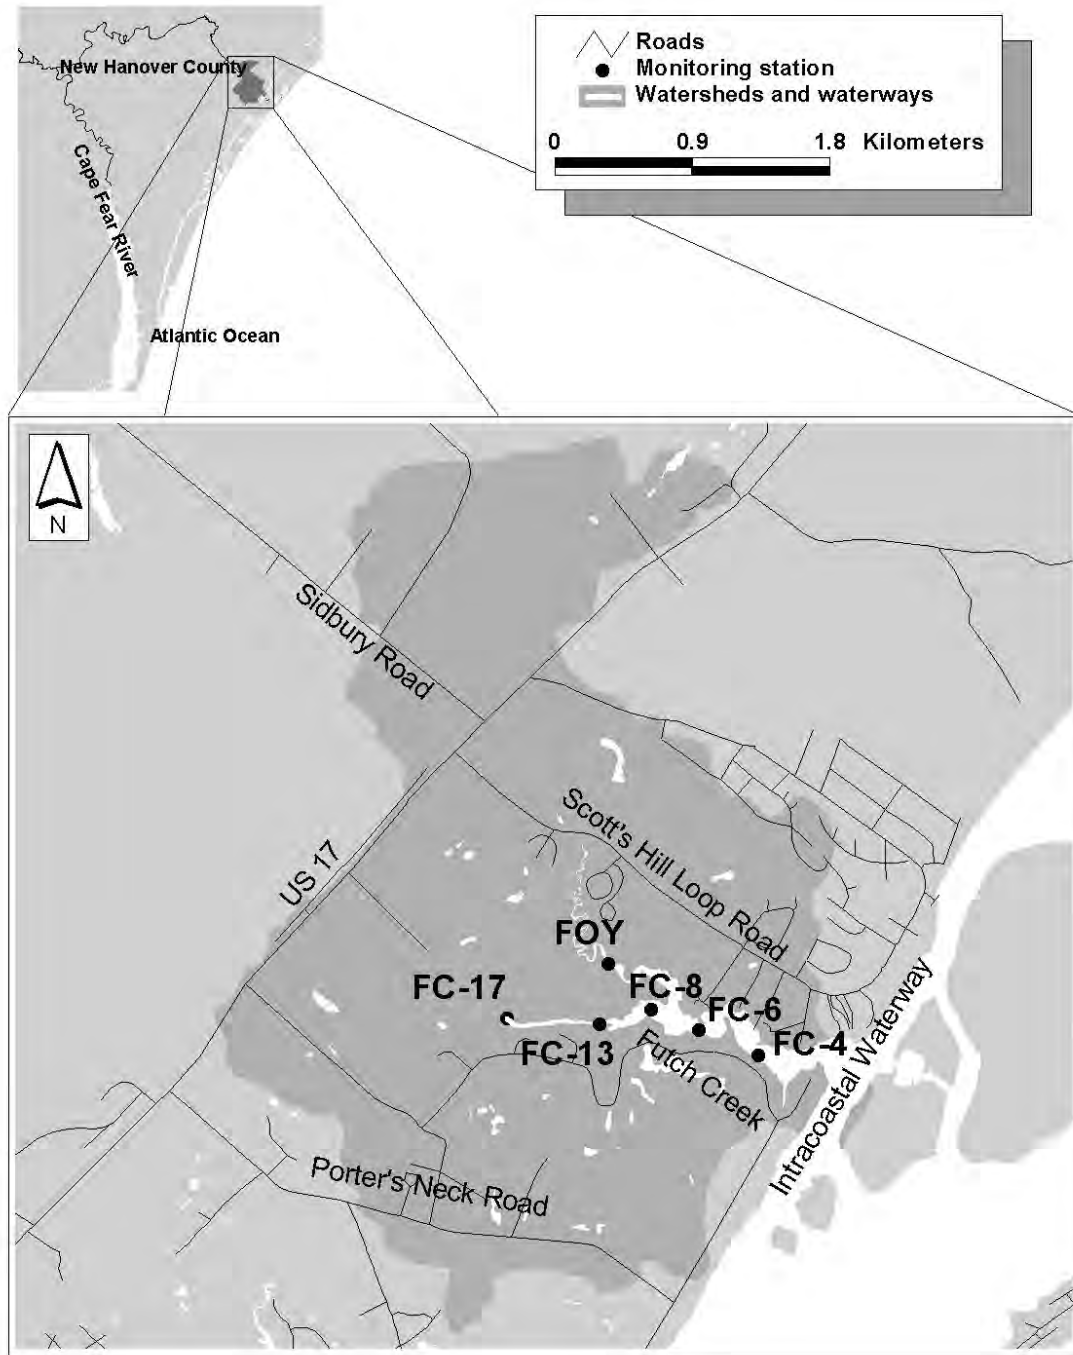 New Hanover County
Cape Fear River
Atlantic Ocean
Roads
Monitoring station
Watersheds and waterways
0 0.9 1.8 Kilometers
N
Sidbury Road
US 17
Scott's Hill Loop Road
FOY
FC-17
FC-8
FC-6
FC-13
FC-4
Futch Creek
Intracoastal Waterway
Porter's Neck Road